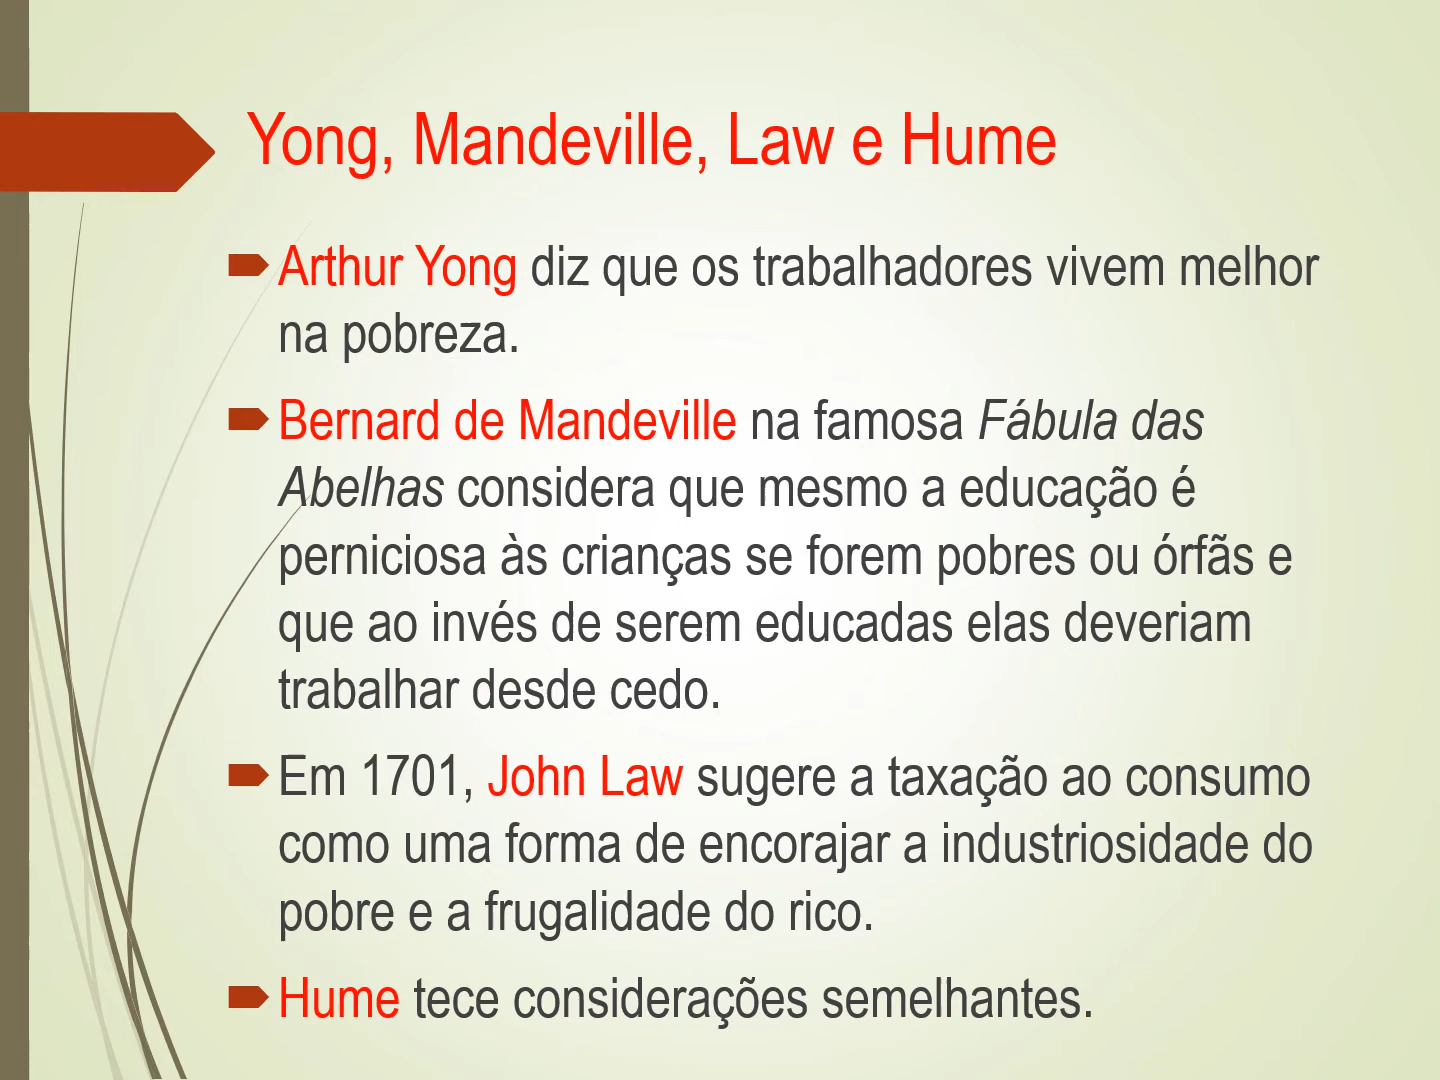 Yong, Mandeville, Law e Hume
Arthur Yong diz que os trabalhadores vivem melhor
na pobreza.
Bernard de Mandeville na famosa Fábula das
Abelhas considera que mesmo a educação é
perniciosa às crianças se forem pobres ou órfãs e
que ao invés de serem educadas elas deveriam
trabalhar desde cedo.
Em 1701, John Law sugere a taxação ao consumo
como uma forma de encorajar a industriosidade do
pobre e a frugalidade do rico.
Hume tece considerações semelhantes.